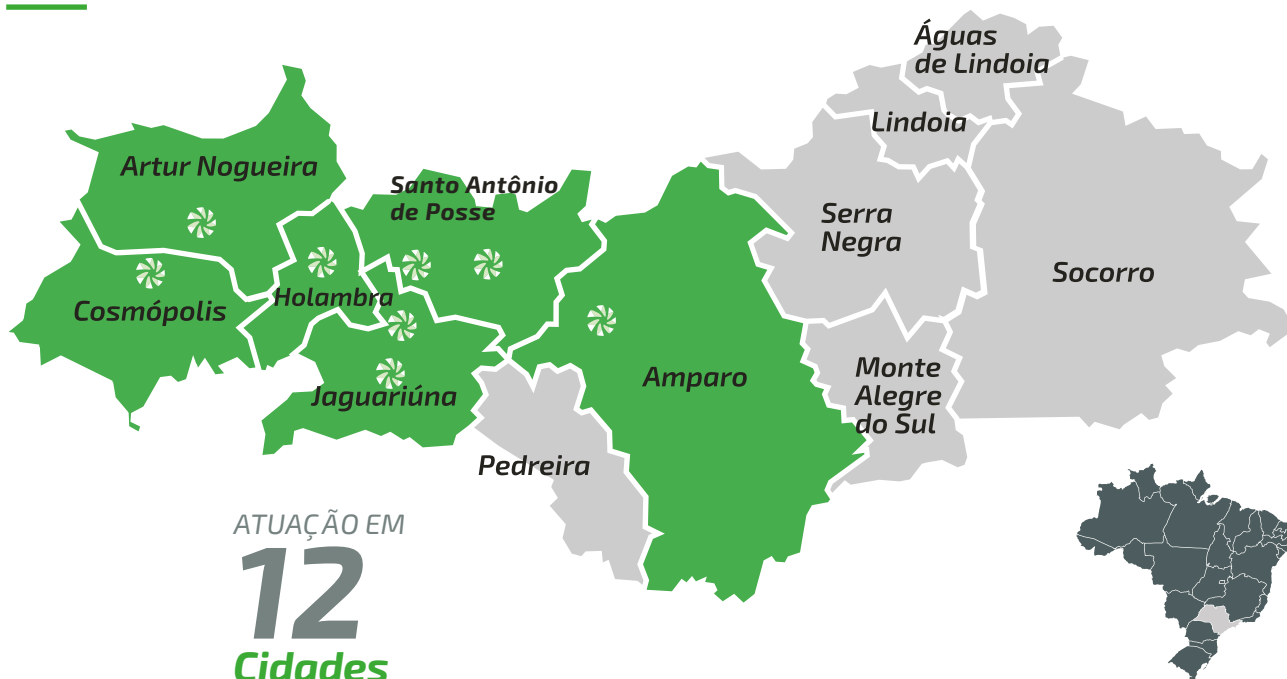 Águas
de Lindoia
Lindoia
Artur Nogueira
Santo Antônio
de Posse
Serra
Negra
Socorro
Holambra
Cosmópolis
Amparo
Monte
Alegre
do Sul
Jaguariúna
Pedreira
ATUAÇÃO EM
12
Cidades